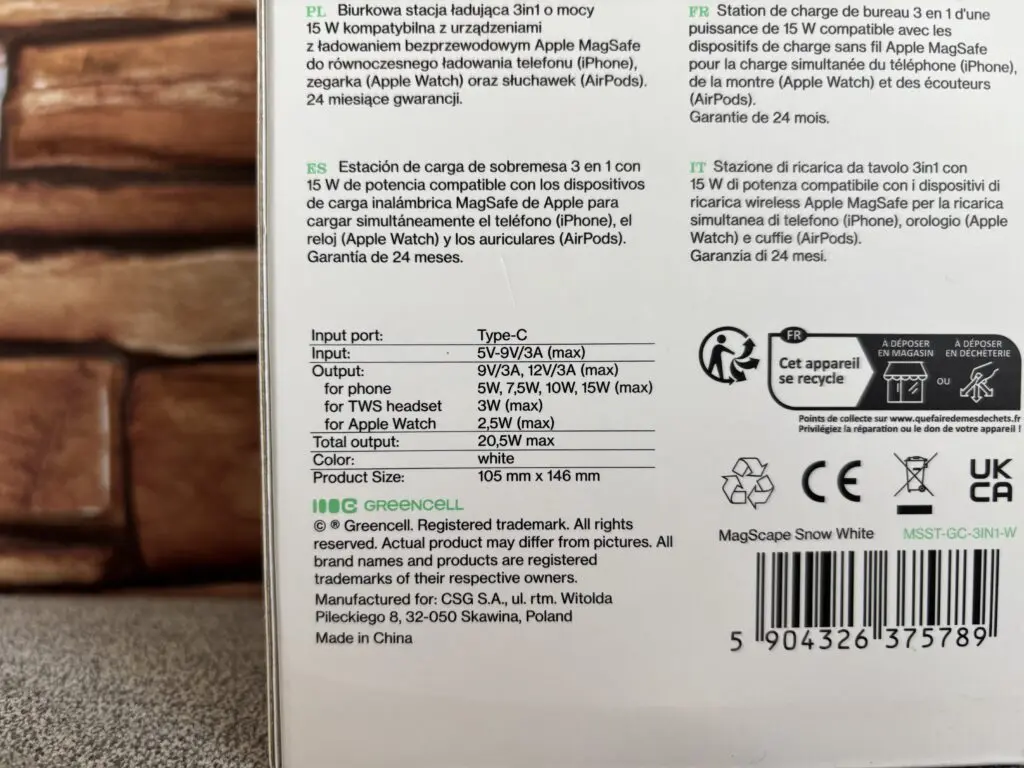 PL Biurkowa stacja ładująca 3in1 o mocy
15 W kompatybilna z urządzeniami
z ładowaniem bezprzewodowym Apple MagSafe
do równoczesnego ładowania telefonu (iPhone),
zegarka (Apple Watch) oraz słuchawek (AirPods).
24 miesiące gwarancji.
FR Station de charge de bureau 3 en 1 d'une
puissance de 15 W compatible avec les
dispositifs de charge sans fil Apple MagSafe
pour la charge simultanée du téléphone (iPhone),
de la montre (Apple Watch) et des écouteurs
(AirPods).
Garantie de 24 mois.
ES Estación de carga de sobremesa 3 en 1 con
15 W de potencia compatible con los dispositivos
de carga inalámbrica MagSafe de Apple para
cargar simultáneamente el teléfono (iPhone), el
reloj (Apple Watch) y los auriculares (AirPods).
Garantía de 24 meses.
IT Stazione di ricarica da tavolo 3in1 con
15 W di potenza compatibile con i dispositivi di
ricarica wireless Apple MagSafe per la ricarica
simultanea di telefono (iPhone), orologio (Apple
Watch) e cuffie (AirPods).
Garanzia di 24 mesi.
Input port: Type-C
Input: 5V-9V/3A (max)
Output: 9V/3A, 12V/3A (max)
for phone 5W, 7,5W, 10W, 15W (max)
for TWS headset 3W (max)
for Apple Watch 2,5W (max)
Total output: 20,5W max
Color: white
Product Size: 105 mm x 146 mm
GREENCELL
© ® Greencell. Registered trademark. All rights
reserved. Actual product may differ from pictures. All
brand names and products are registered
trademarks of their respective owners.
Manufactured for: CSG S.A., ul. rtm. Witolda
Pileckiego 8, 32-050 Skawina, Poland
Made in China
FR
Cet appareil
se recycle
À DÉPOSER
EN MAGASIN
OU
À DÉPOSER
EN DÉCHÈTERIE
Points de collecte sur www.quefairedemesdechets.fr
Privilégiez la réparation ou le don de votre appareil !
CE
UK
CA
MagScape Snow White MSST-GC-3IN1-W
5 904326 375789